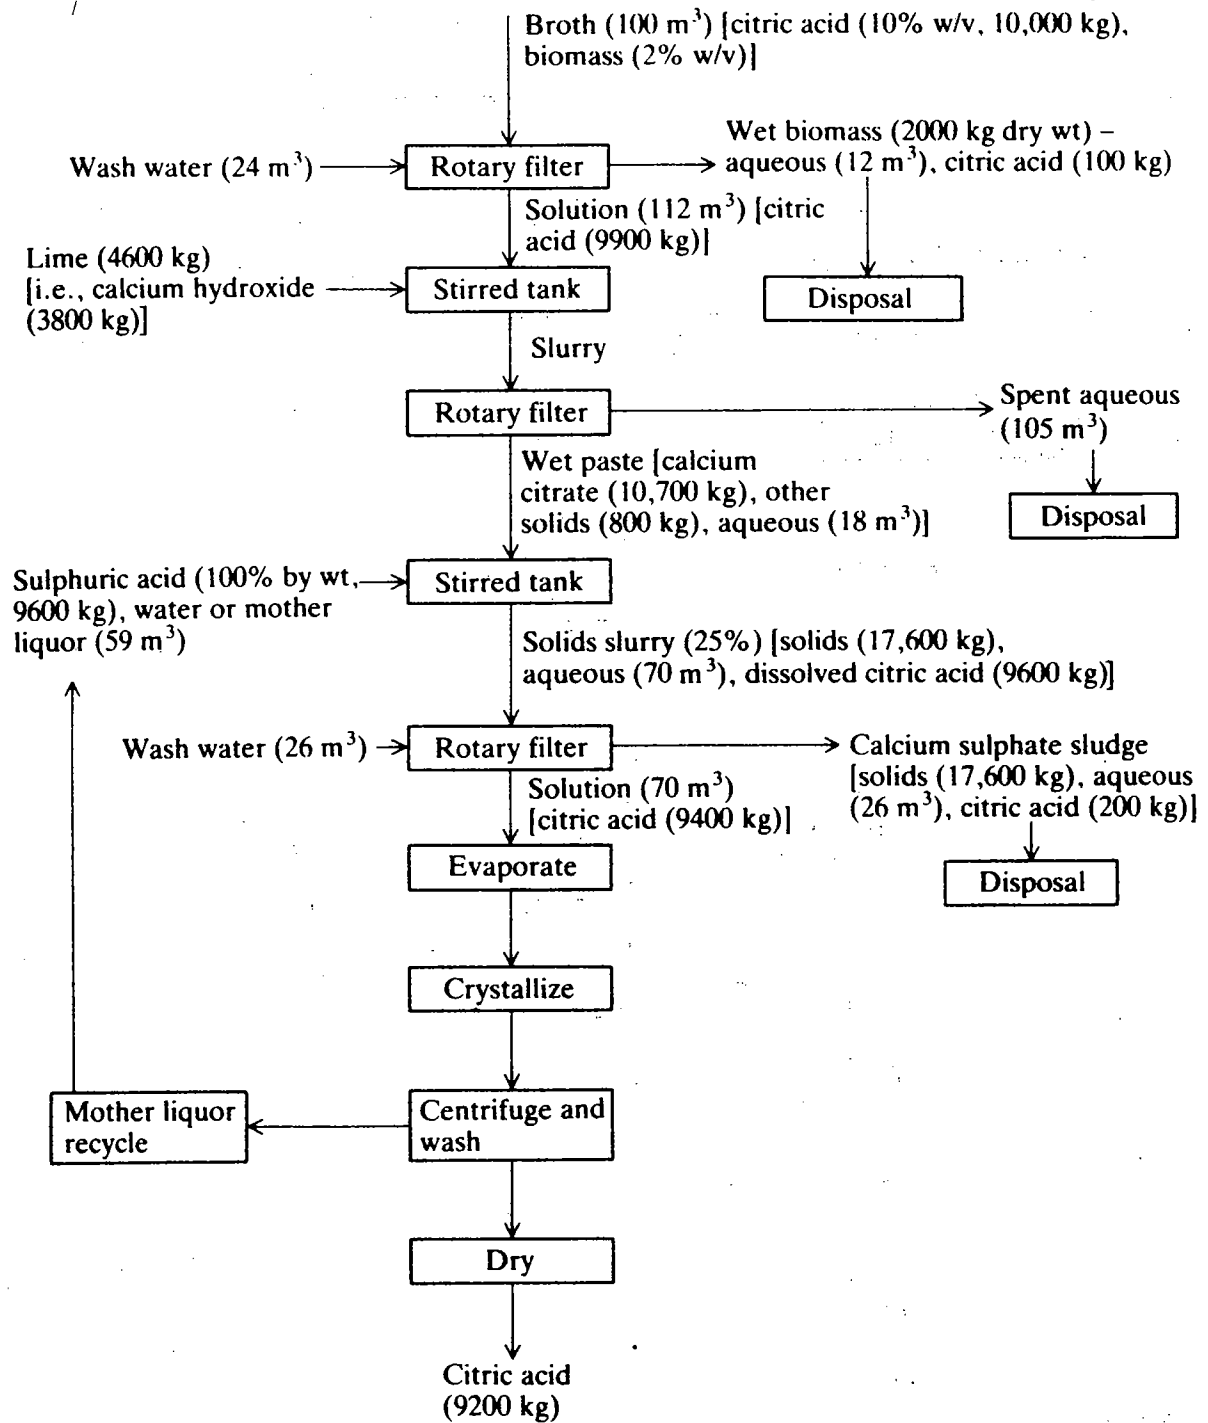 Broth (100 m³) [citric acid (10% w/v, 10,000 kg),
biomass (2% w/v)]
Wash water (24 m³)
Rotary filter
Wet biomass (2000 kg dry wt) –
aqueous (12 m³), citric acid (100 kg)
Solution (112 m³) [citric
acid (9900 kg)]
Disposal
Lime (4600 kg)
[i.e., calcium hydroxide
(3800 kg)]
Stirred tank
Slurry
Rotary filter
Spent aqueous
(105 m³)
Disposal
Wet paste [calcium
citrate (10,700 kg), other
solids (800 kg), aqueous (18 m³)]
Sulphuric acid (100% by wt,
9600 kg), water or mother
liquor (59 m³)
Stirred tank
Solids slurry (25%) [solids (17,600 kg),
aqueous (70 m³), dissolved citric acid (9600 kg)]
Wash water (26 m³)
Rotary filter
Calcium sulphate sludge
[solids (17,600 kg), aqueous
(26 m³), citric acid (200 kg)]
Disposal
Solution (70 m³)
[citric acid (9400 kg)]
Evaporate
Crystallize
Centrifuge and
wash
Mother liquor
recycle
Dry
Citric acid
(9200 kg)